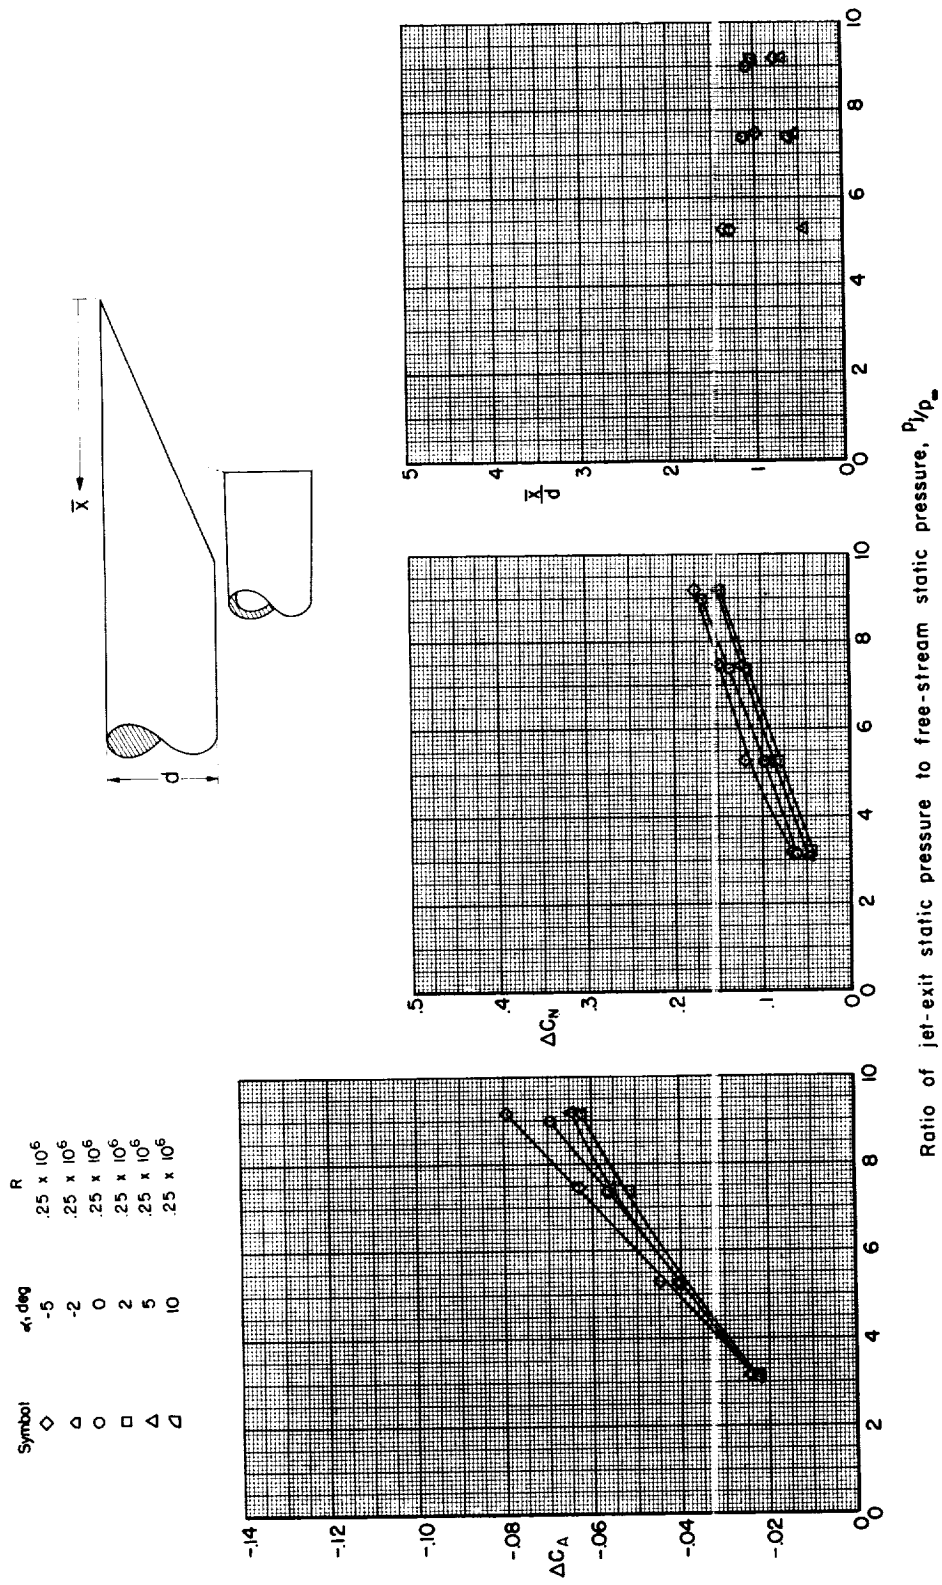 Symbol α, deg R
-5 .25 x 10⁶
-2 .25 x 10⁶
0 .25 x 10⁶
2 .25 x 10⁶
5 .25 x 10⁶
10 .25 x 10⁶
x̄
d
-.14
-.12
-.10
-.08
ΔC_A
-.06
-.04
-.02
0
0 2 4 6 8 10
.5
.4
ΔC_N
.3
.2
.1
0
0 2 4 6 8 10
5
4
x̄/d
3
2
1
0
0 2 4 6 8 10
Ratio of jet-exit static pressure to free-stream static pressure, Pj/P∞